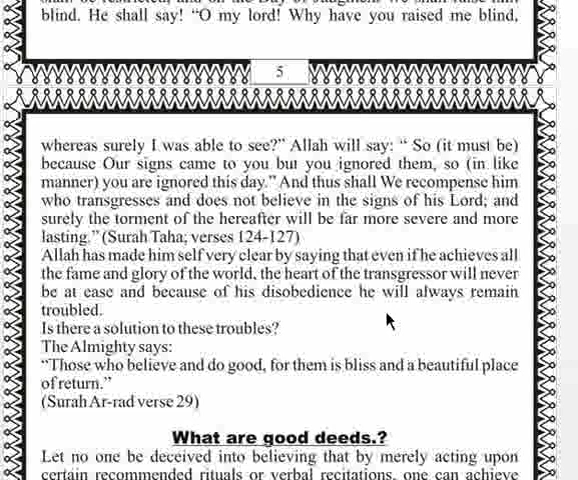 blind. He shall say! “O my lord! Why have you raised me blind,
5
whereas surely I was able to see?” Allah will say: “ So (it must be)
because Our signs came to you but you ignored them, so (in like
manner) you are ignored this day.” And thus shall We recompense him
who transgresses and does not believe in the signs of his Lord; and
surely the torment of the hereafter will be far more severe and more
lasting.” (Surah Taha; verses 124-127)
Allah has made him self very clear by saying that even if he achieves all
the fame and glory of the world, the heart of the transgressor will never
be at ease and because of his disobedience he will always remain
troubled.
Is there a solution to these troubles?
The Almighty says:
“Those who believe and do good, for them is bliss and a beautiful place
of return.”
(Surah Ar-rad verse 29)
What are good deeds.?
Let no one be deceived into believing that by merely acting upon
certain recommended rituals or verbal recitations, one can achieve